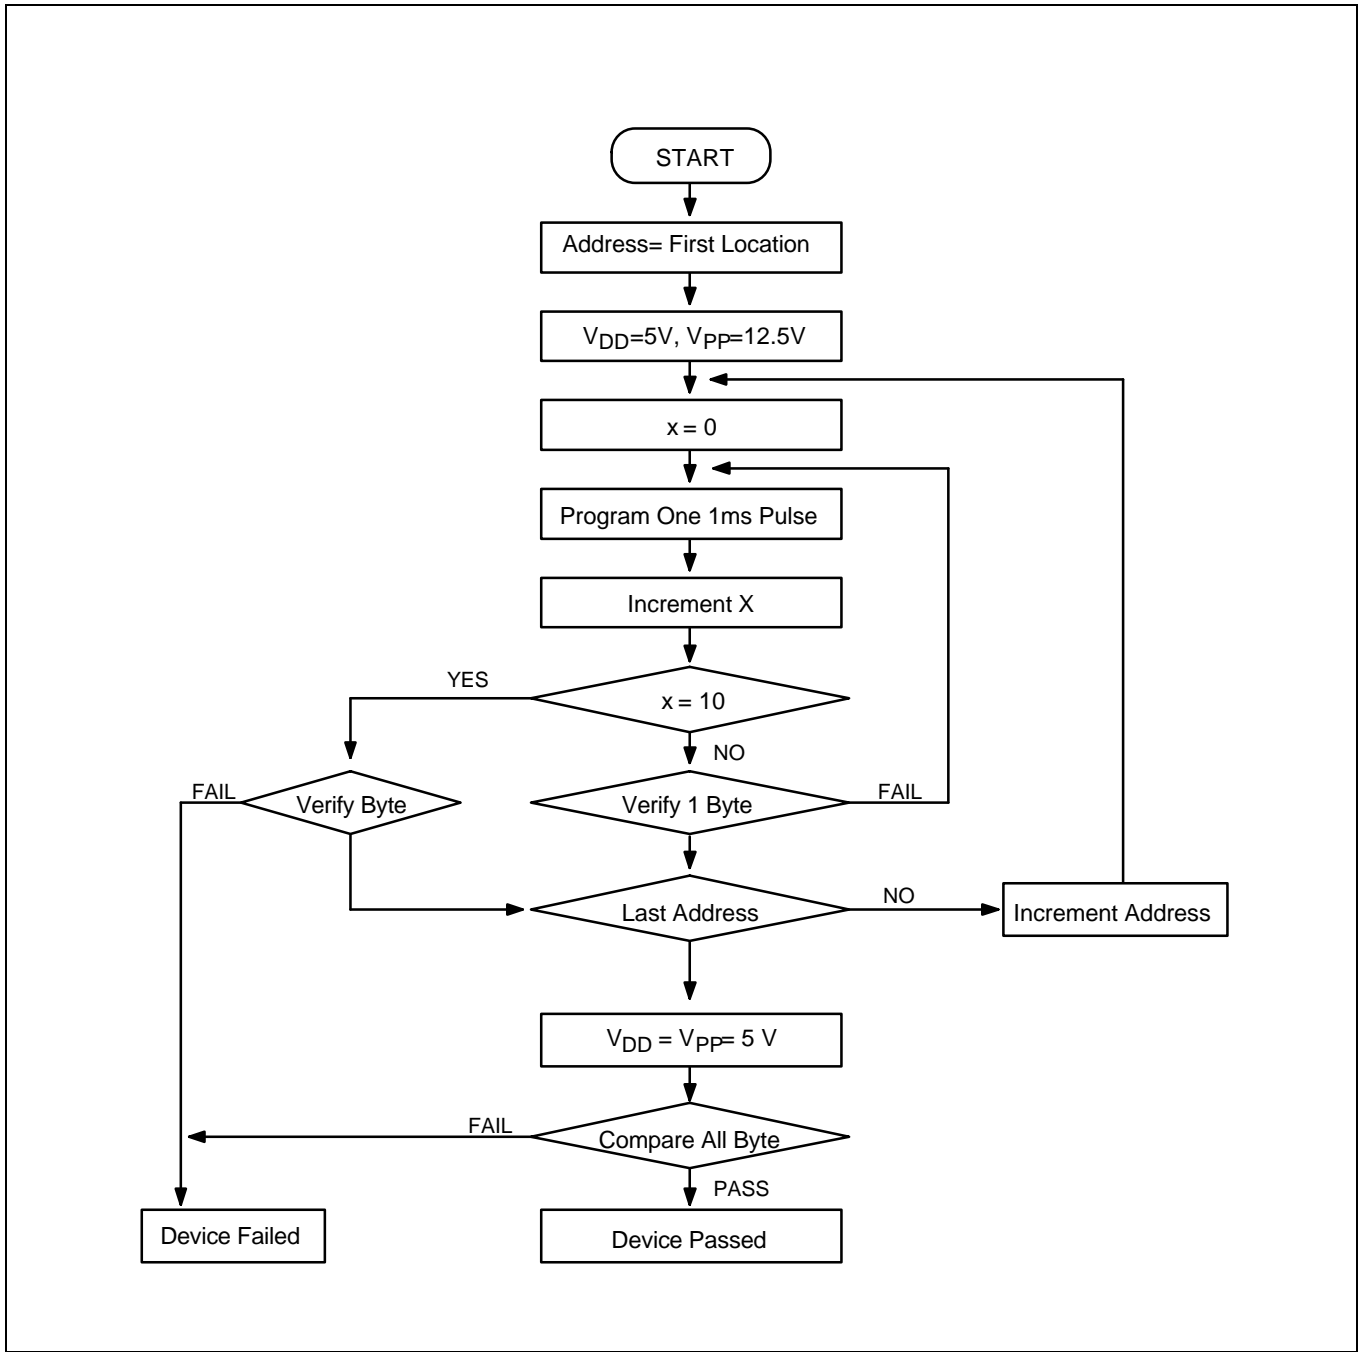 START
Address= First Location
VDD=5V, VPP=12.5V
x = 0
Program One 1ms Pulse
Increment X
YES
x = 10
NO
FAIL
Verify Byte
Verify 1 Byte
FAIL
Last Address
NO
Increment Address
VDD = VPP= 5 V
FAIL
Compare All Byte
PASS
Device Failed
Device Passed